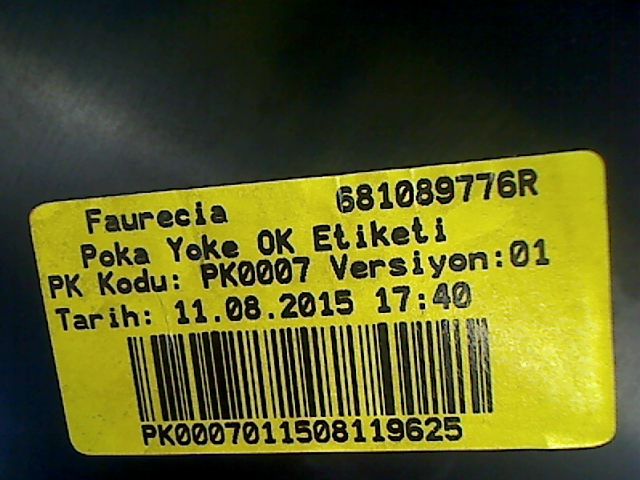 Faurecia 681089776R
Poka Yoke OK Etiketi
PK Kodu: PK0007 Versiyon:01
Tarih: 11.08.2015 17:40
PK0007011508119625